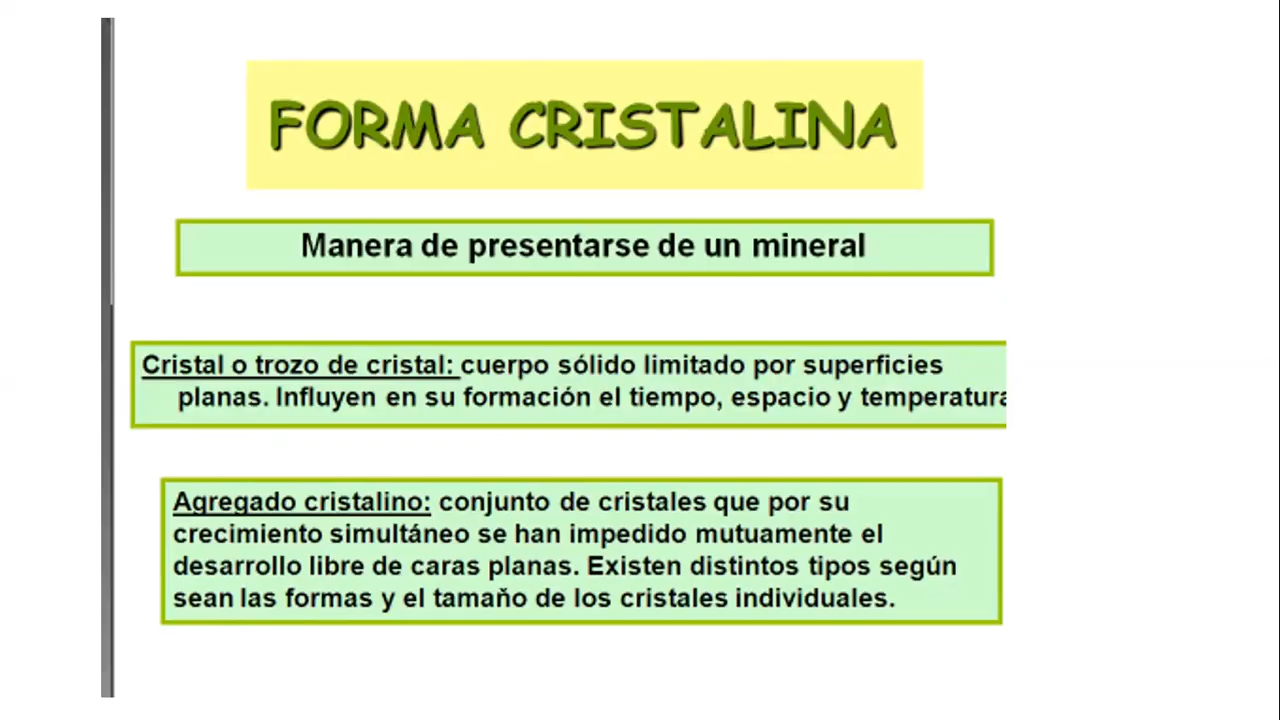 FORMA CRISTALINA
Manera de presentarse de un mineral
Cristal o trozo de cristal: cuerpo sólido limitado por superficies
planas. Influyen en su formación el tiempo, espacio y temperatura
Agregado cristalino: conjunto de cristales que por su
crecimiento simultáneo se han impedido mutuamente el
desarrollo libre de caras planas. Existen distintos tipos según
sean las formas y el tamaňo de los cristales individuales.